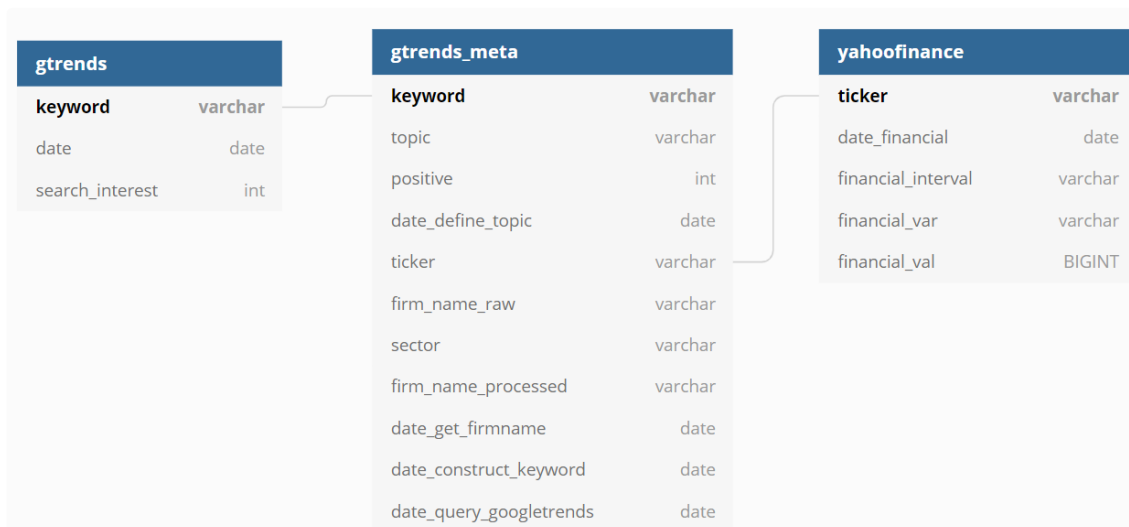 gtrends
keyword varchar
date date
search_interest int
gtrends_meta
keyword varchar
topic varchar
positive int
date_define_topic date
ticker varchar
firm_name_raw varchar
sector varchar
firm_name_processed varchar
date_get_firmname date
date_construct_keyword date
date_query_googletrends date
yahoofinance
ticker varchar
date_financial date
financial_interval varchar
financial_var varchar
financial_val BIGINT